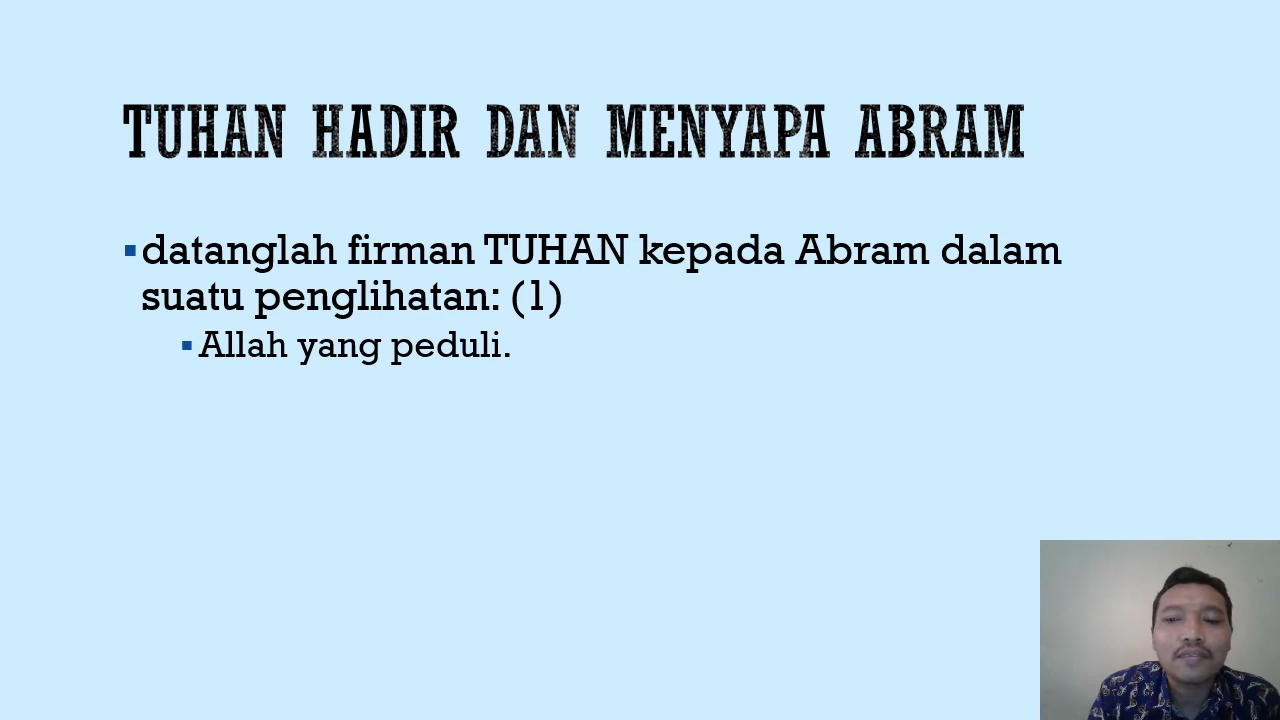 TUHAN HADIR DAN MENYAPA ABRAM
▪datanglah firman TUHAN kepada Abram dalam
suatu penglihatan: (1)
▪Allah yang peduli.